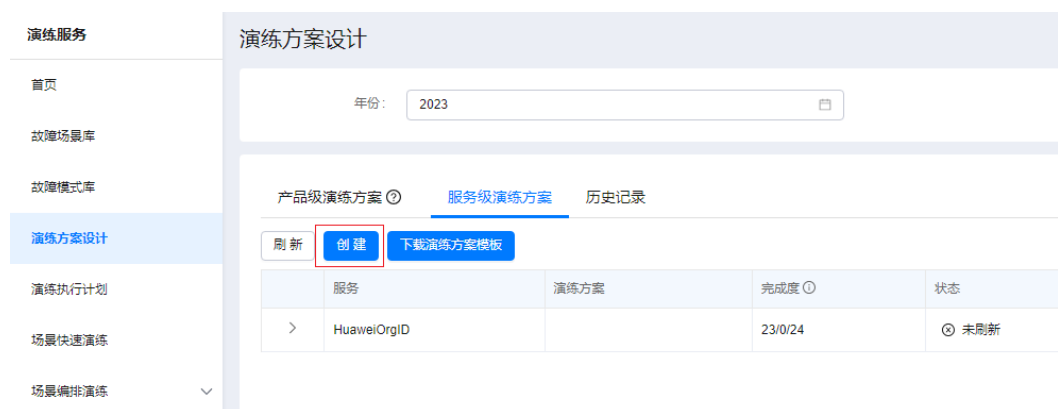 演练服务
首页
故障场景库
故障模式库
演练方案设计
演练执行计划
场景快速演练
场景编排演练
演练方案设计
年份：
2023
产品级演练方案
服务级演练方案
历史记录
刷 新
创 建
下载演练方案模板
服务
演练方案
完成度
状态
HuaweiOrgID
23/0/24
未刷新